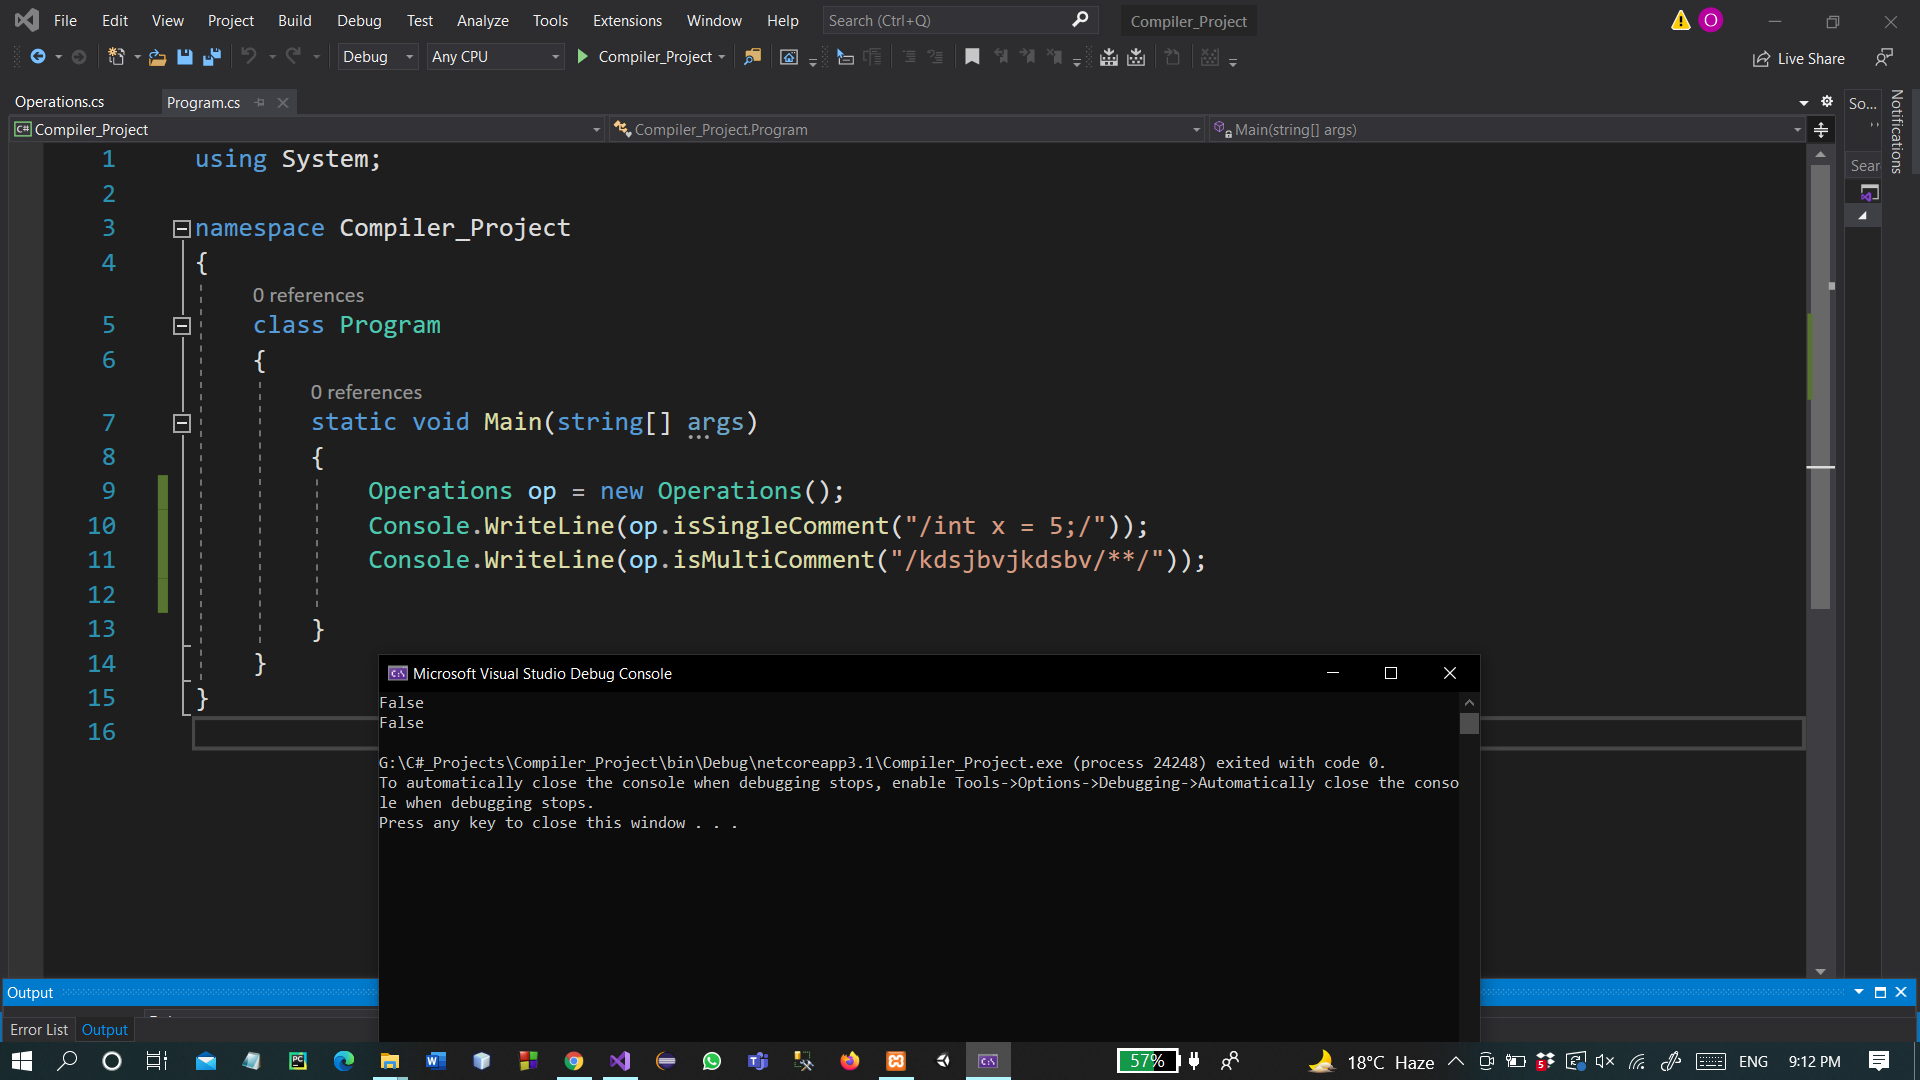 File Edit View Project Build Debug Test Analyze Tools Extensions Window Help Search (Ctrl+Q) Compiler_Project O
Debug Any CPU Compiler_Project Live Share
Operations.cs Program.cs So...
Notifications
C# Compiler_Project Compiler_Project.Program Main(string[] args)
Sear
1 using System;
2
3 namespace Compiler_Project
4 {
0 references
5 class Program
6 {
0 references
7 static void Main(string[] args)
8 {
9 Operations op = new Operations();
10 Console.WriteLine(op.isSingleComment("/int x = 5;/"));
11 Console.WriteLine(op.isMultiComment("/kdsjbvjkdsbv/**/"));
12
13 }
14 }
15 }
16
Microsoft Visual Studio Debug Console
False
False
G:\C#_Projects\Compiler_Project\bin\Debug\netcoreapp3.1\Compiler_Project.exe (process 24248) exited with code 0.
To automatically close the console when debugging stops, enable Tools->Options->Debugging->Automatically close the conso
le when debugging stops.
Press any key to close this window . . .
Output
Error List Output
57% 18°C Haze ENG 9:12 PM